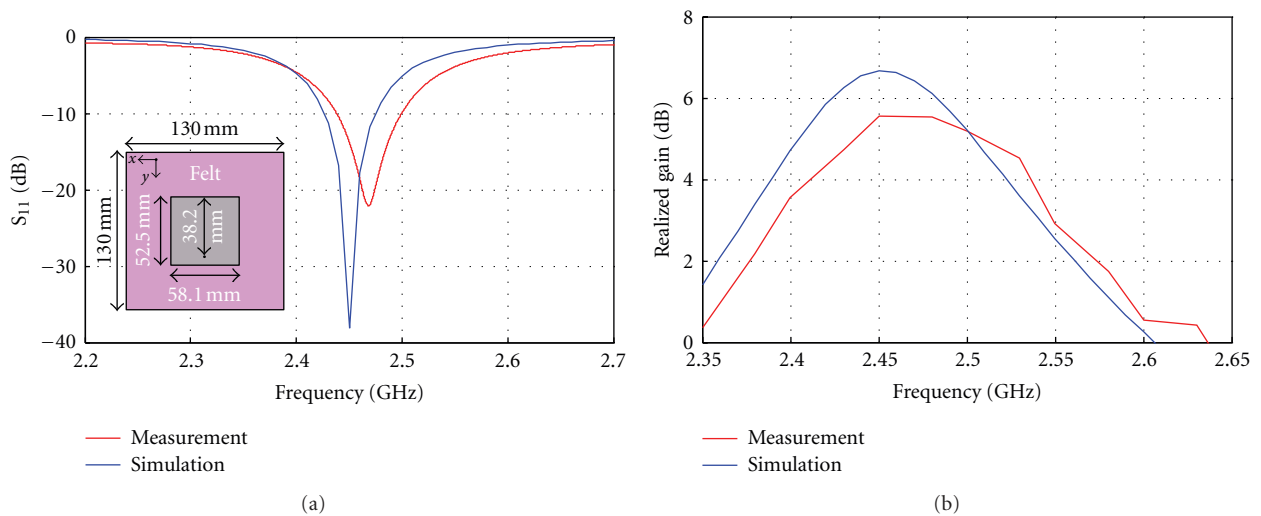 0
−10
−20
−30
−40
S11 (dB)
130 mm
130 mm
x
y
Felt
52.5 mm
38.2
mm
58.1 mm
2.2
2.3
2.4
2.5
2.6
2.7
Frequency (GHz)
Measurement
Simulation
(a)
8
6
4
2
0
Realized gain (dB)
2.35
2.4
2.45
2.5
2.55
2.6
2.65
Frequency (GHz)
Measurement
Simulation
(b)